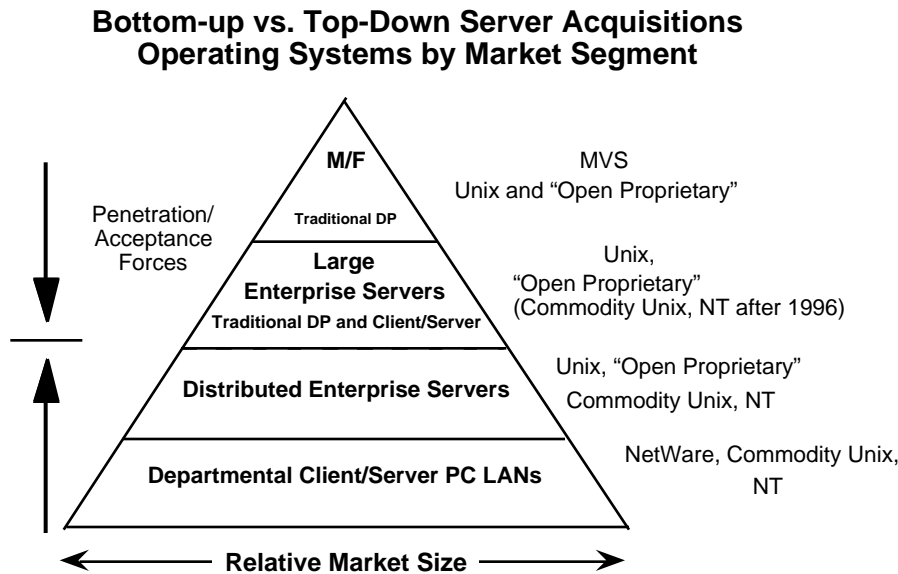 Bottom-up vs. Top-Down Server Acquisitions
Operating Systems by Market Segment
M/F
Traditional DP
MVS
Unix and “Open Proprietary”
Penetration/
Acceptance
Forces
Large
Enterprise Servers
Traditional DP and Client/Server
Unix,
“Open Proprietary”
(Commodity Unix, NT after 1996)
Distributed Enterprise Servers
Unix, “Open Proprietary”
Commodity Unix, NT
Departmental Client/Server PC LANs
NetWare, Commodity Unix,
NT
Relative Market Size